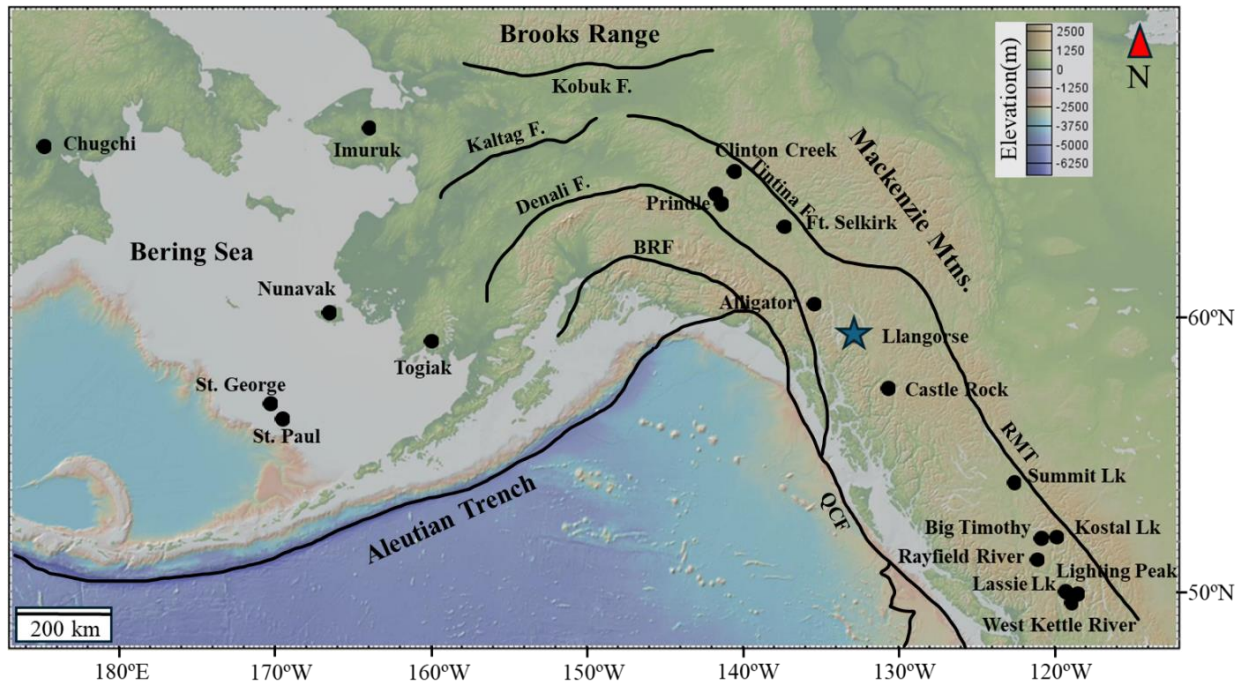 Brooks Range
Kobuk F.
Elevation(m)
2500
1250
0
-1250
-2500
-3750
-5000
-6250
N
Chugchi
Imuruk
Kaltag F.
Clinton Creek
Mackenzie Mtns.
Tintina F.
Denali F.
Prindle
Ft. Selkirk
Bering Sea
BRF
Nunavak
Alligator
60ºN
Llangorse
Togiak
St. George
Castle Rock
St. Paul
RMT
Summit Lk
Aleutian Trench
QCF
Big Timothy
Kostal Lk
Rayfield River
Lighting Peak
Lassie Lk
50ºN
West Kettle River
200 km
180ºE
170ºW
160ºW
150ºW
140ºW
130ºW
120ºW